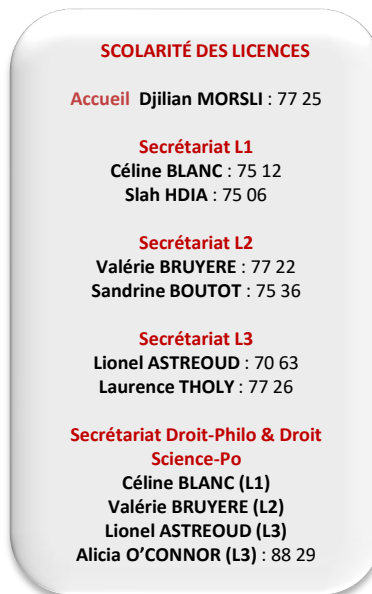 SCOLARITÉ DES LICENCES
Accueil Djilian MORSLI : 77 25
Secrétariat L1
Céline BLANC : 75 12
Slah HDIA : 75 06
Secrétariat L2
Valérie BRUYERE : 77 22
Sandrine BOUTOT : 75 36
Secrétariat L3
Lionel ASTREOUD : 70 63
Laurence THOLY : 77 26
Secrétariat Droit-Philo & Droit
Science-Po
Céline BLANC (L1)
Valérie BRUYERE (L2)
Lionel ASTREOUD (L3)
Alicia O’CONNOR (L3) : 88 29